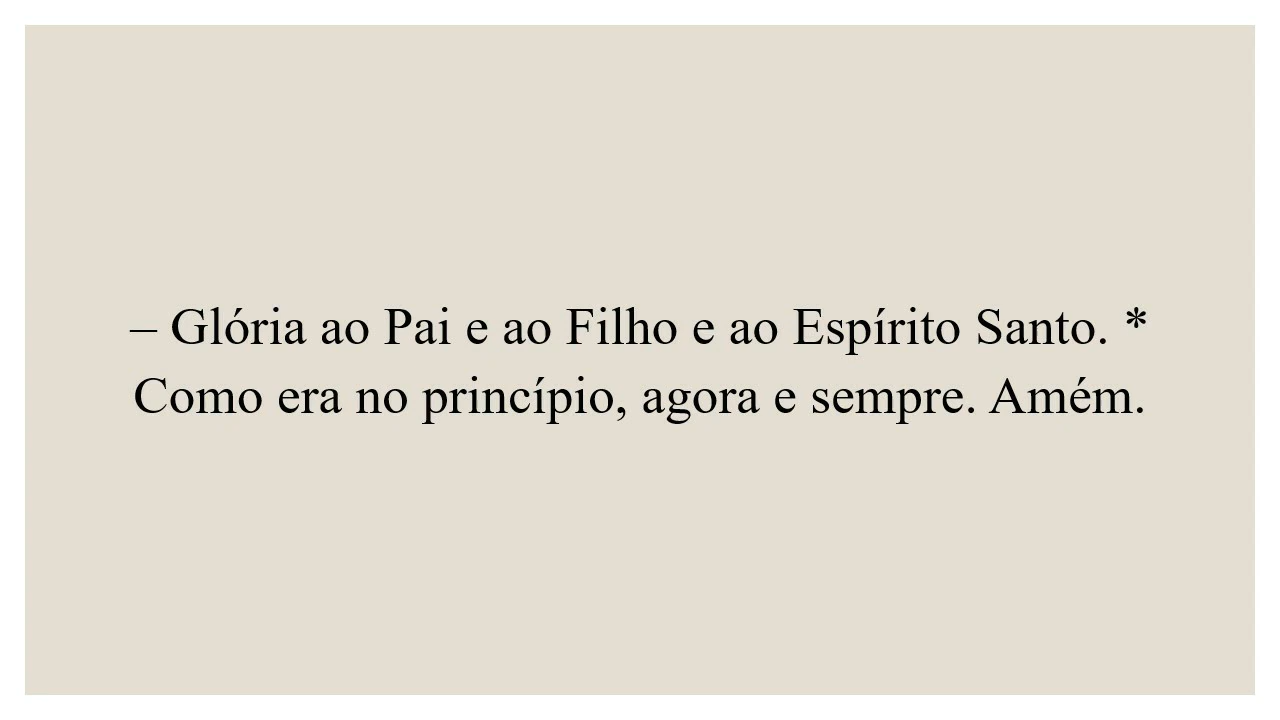 – Glória ao Pai e ao Filho e ao Espírito Santo. *
Como era no princípio, agora e sempre. Amém.